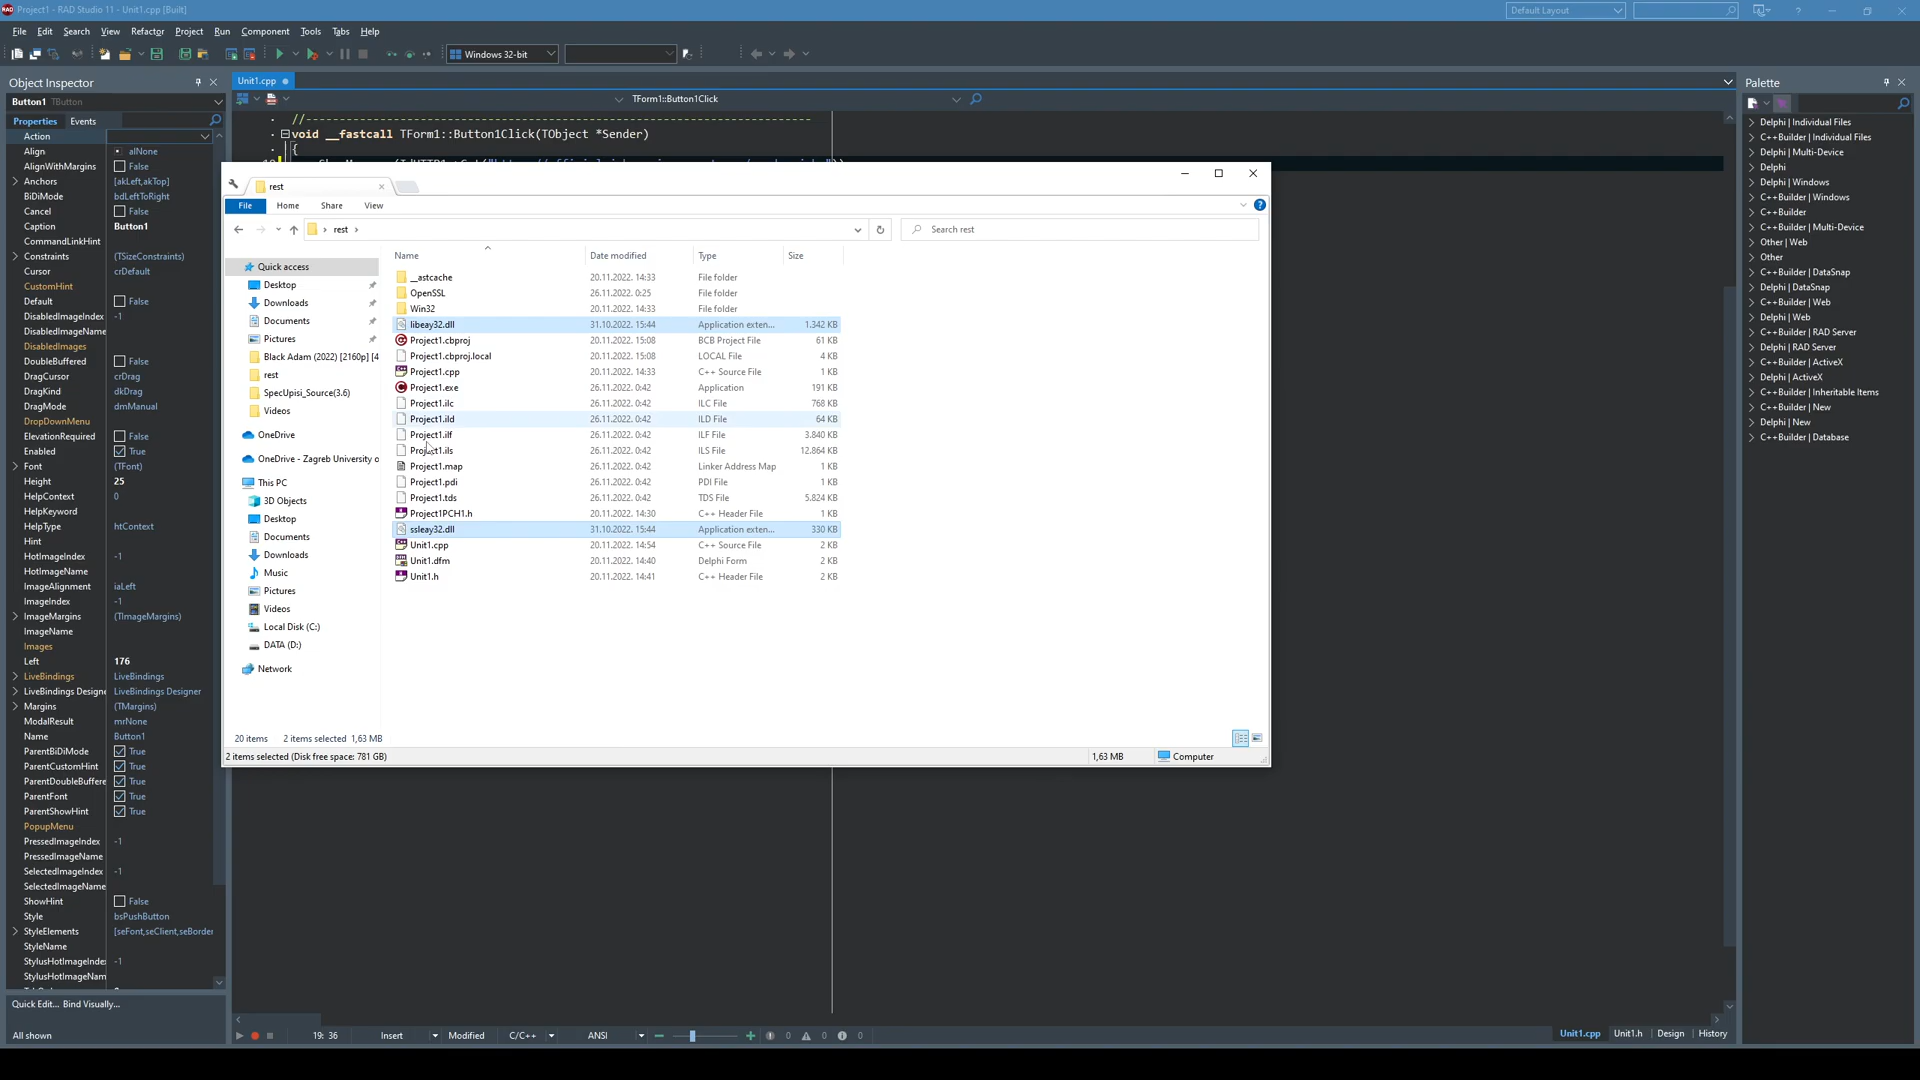 Project1 - RAD Studio 11 - Unit1.cpp [Built]
Default Layout
File Edit Search View Refactor Project Run Component Tools Tabs Help
Windows 32-bit
Object Inspector
Button1 TButton
Properties Events
Action
Align alNone
AlignWithMargins False
Anchors [akLeft,akTop]
BiDiMode bdLeftToRight
Cancel False
Caption Button1
CommandLinkHint
Constraints (TSizeConstraints)
Cursor crDefault
CustomHint
Default False
DisabledImageIndex -1
DisabledImageName
DisabledImages
DoubleBuffered False
DragCursor crDrag
DragKind dkDrag
DragMode dmManual
DropDownMenu
ElevationRequired False
Enabled True
Font (TFont)
Height 25
HelpContext 0
HelpKeyword
HelpType htContext
Hint
HotImageIndex -1
HotImageName
ImageAlignment iaLeft
ImageIndex -1
ImageMargins (TImageMargins)
ImageName
Images
Left 176
LiveBindings LiveBindings
LiveBindings Designe LiveBindings Designer
Margins (TMargins)
ModalResult mrNone
Name Button1
ParentBiDiMode True
ParentCustomHint True
ParentDoubleBuffere True
ParentFont True
ParentShowHint True
PopupMenu
PressedImageIndex -1
PressedImageName
SelectedImageIndex -1
SelectedImageName
ShowHint False
Style bsPushButton
StyleElements [seFont,seClient,seBorder
StyleName
StylusHotImageIndex -1
StylusHotImageName
Quick Edit... Bind Visually...
All shown
Unit1.cpp
TForm1::Button1Click
//---------------------------------------------------------------------------
void __fastcall TForm1::Button1Click(TObject *Sender)
{
rest
File Home Share View
rest
Search rest
Quick access
Desktop
Downloads
Documents
Pictures
Black Adam (2022) [2160p] [4
rest
SpecUpisi_Source(3.6)
Videos
OneDrive
OneDrive - Zagreb University o
This PC
3D Objects
Desktop
Documents
Downloads
Music
Pictures
Videos
Local Disk (C:)
DATA (D:)
Network
Name Date modified Type Size
__astcache 20.11.2022. 14:33 File folder
OpenSSL 26.11.2022. 0:25 File folder
Win32 20.11.2022. 14:33 File folder
libeay32.dll 31.10.2022. 15:44 Application exten... 1.342 KB
Project1.cbproj 20.11.2022. 15:08 BCB Project File 61 KB
Project1.cbproj.local 20.11.2022. 15:08 LOCAL File 4 KB
Project1.cpp 20.11.2022. 14:33 C++ Source File 1 KB
Project1.exe 26.11.2022. 0:42 Application 191 KB
Project1.ilc 26.11.2022. 0:42 ILC File 768 KB
Project1.ild 26.11.2022. 0:42 ILD File 64 KB
Project1.ilf 26.11.2022. 0:42 ILF File 3.840 KB
Project1.ils 26.11.2022. 0:42 ILS File 12.864 KB
Project1.map 26.11.2022. 0:42 Linker Address Map 1 KB
Project1.pdi 26.11.2022. 0:42 PDI File 1 KB
Project1.tds 26.11.2022. 0:42 TDS File 5.824 KB
Project1PCH1.h 20.11.2022. 14:30 C++ Header File 1 KB
ssleay32.dll 31.10.2022. 15:44 Application exten... 330 KB
Unit1.cpp 20.11.2022. 14:54 C++ Source File 2 KB
Unit1.dfm 20.11.2022. 14:40 Delphi Form 2 KB
Unit1.h 20.11.2022. 14:41 C++ Header File 2 KB
20 items 2 items selected 1,63 MB
2 items selected (Disk free space: 781 GB) 1,63 MB Computer
19: 36 Insert Modified C/C++ ANSI 0 0 0
Unit1.cpp Unit1.h Design History
Palette
Delphi | Individual Files
C++Builder | Individual Files
Delphi | Multi-Device
Delphi
Delphi | Windows
C++Builder | Windows
C++Builder
C++Builder | Multi-Device
Other | Web
Other
C++Builder | DataSnap
Delphi | DataSnap
C++Builder | Web
Delphi | Web
C++Builder | RAD Server
Delphi | RAD Server
C++Builder | ActiveX
Delphi | ActiveX
C++Builder | Inheritable Items
C++Builder | New
Delphi | New
C++Builder | Database